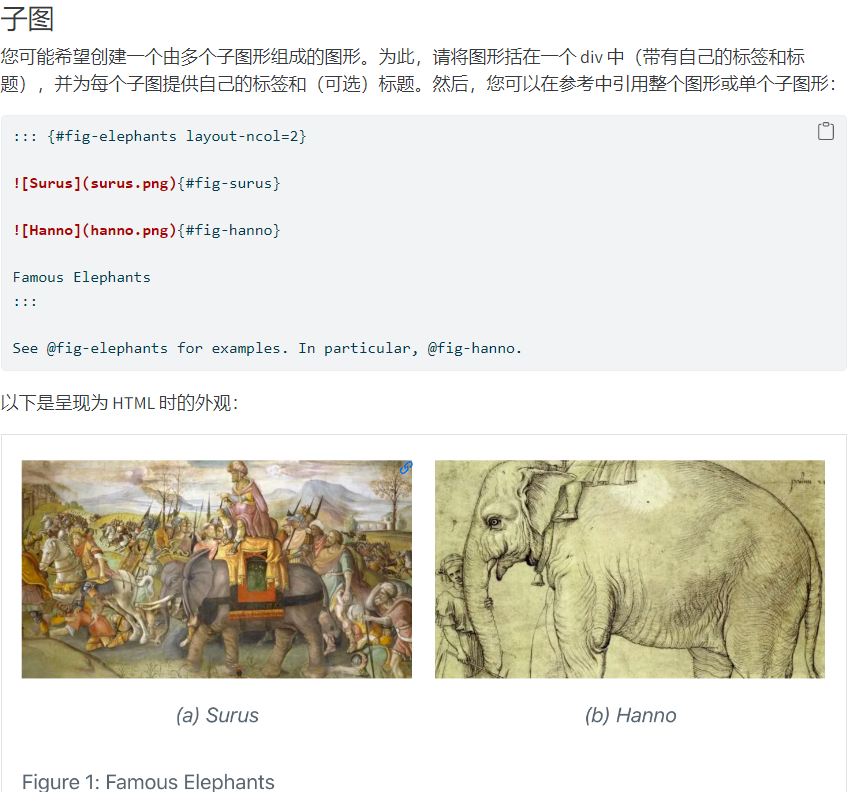 子图
您可能希望创建一个由多个子图形组成的图形。为此，请将图形括在一个 div 中（带有自己的标签和标
题），并为每个子图提供自己的标签和（可选）标题。然后，您可以在参考中引用整个图形或单个子图形：
::: {#fig-elephants layout-ncol=2}
![Surus](surus.png){#fig-surus}
![Hanno](hanno.png){#fig-hanno}
Famous Elephants
:::
See @fig-elephants for examples. In particular, @fig-hanno.
以下是呈现为 HTML 时的外观：
(a) Surus
(b) Hanno
Figure 1: Famous Elephants